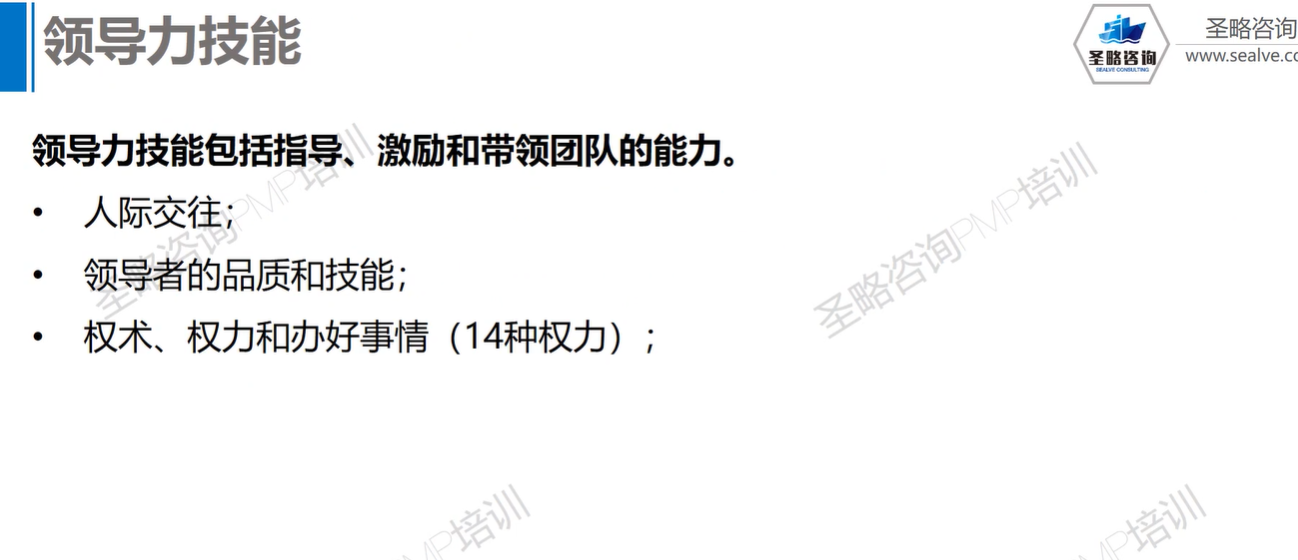 领导力技能
圣略咨询
SEALVE CONSULTING
圣略咨询
www.sealve.co
领导力技能包括指导、激励和带领团队的能力。
• 人际交往；
• 领导者的品质和技能；
• 权术、权力和办好事情（14种权力）；
圣略咨询PMP培训
圣略咨询PMP培训
MP培训
MP培训